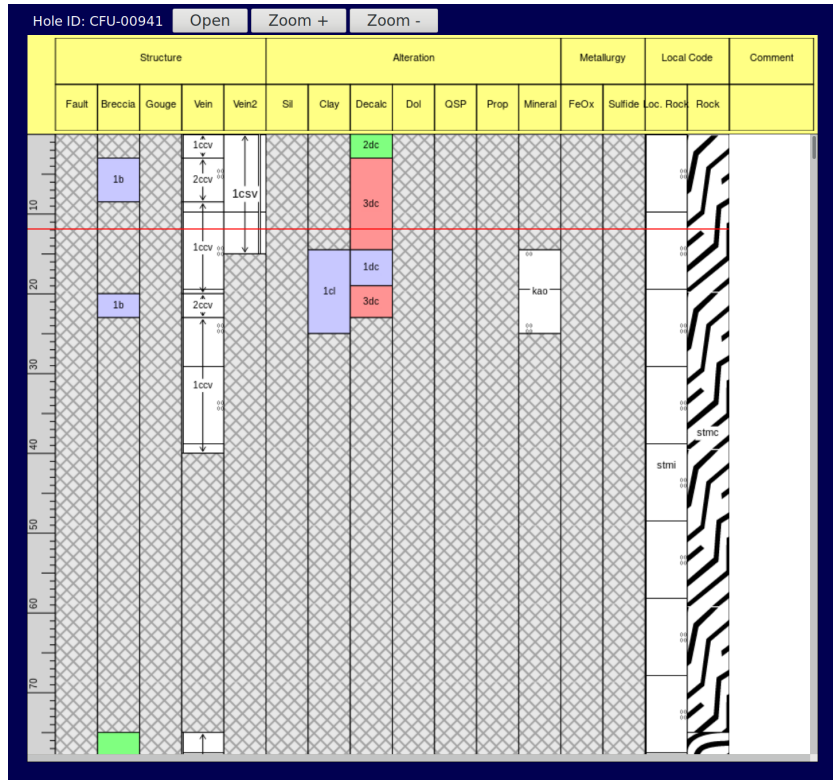 Hole ID: CFU-00941 Open Zoom + Zoom -
Structure Alteration Metallurgy Local Code Comment
Fault Breccia Gouge Vein Vein2 Sil Clay Decalc Dol QSP Prop Mineral FeOx Sulfide Loc. Rock Rock
1ccv 2dc
1b 2ccv
1csv
10 3dc
1ccv
1dc
20 1cl kao
1b 2ccv 3dc
30
1ccv
40 stmc
stmi
50
60
70